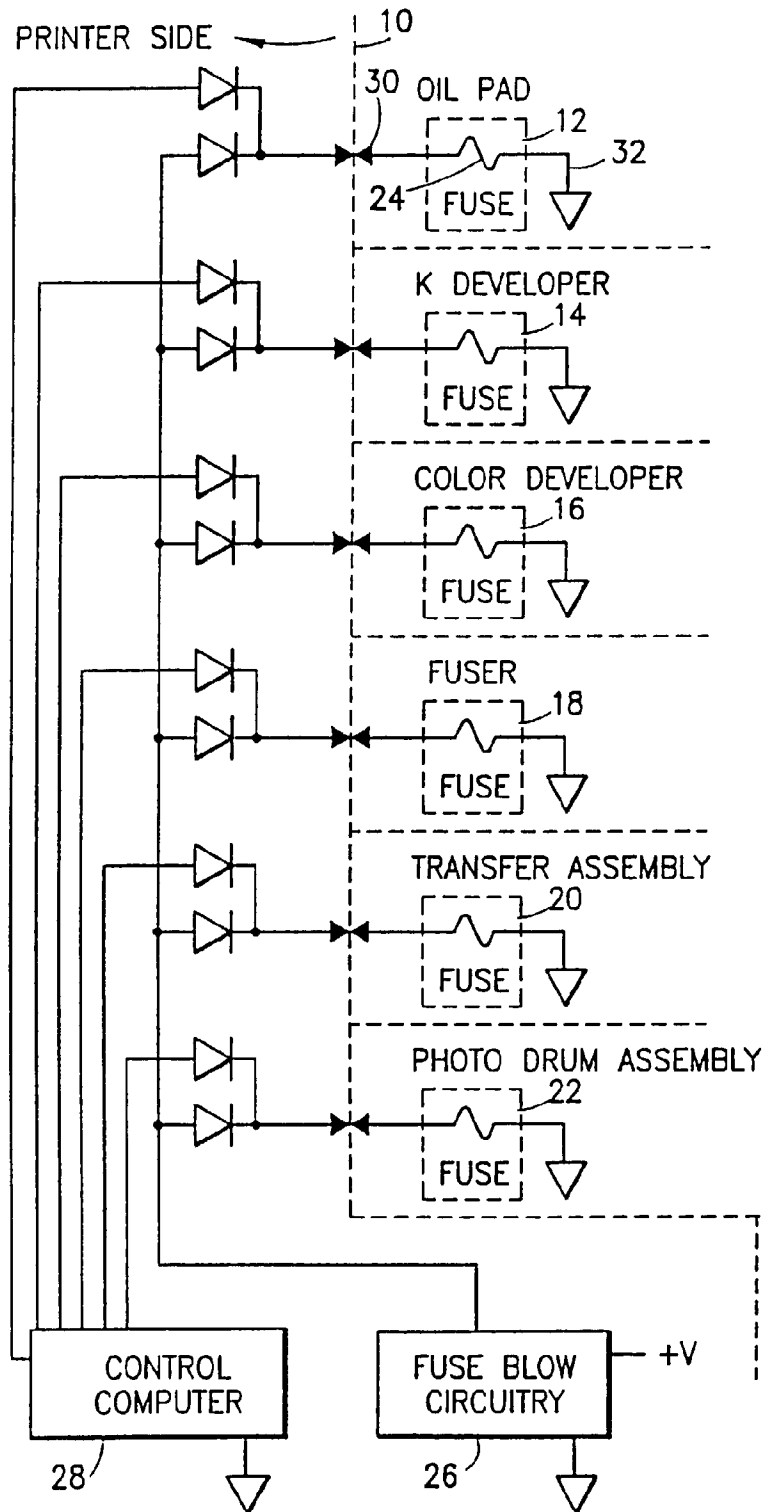 PRINTER SIDE
10
30
OIL PAD
12
32
24
FUSE
K DEVELOPER
14
FUSE
COLOR DEVELOPER
16
FUSE
FUSER
18
FUSE
TRANSFER ASSEMBLY
20
FUSE
PHOTO DRUM ASSEMBLY
22
FUSE
CONTROL
COMPUTER
28
FUSE BLOW
CIRCUITRY
+V
26